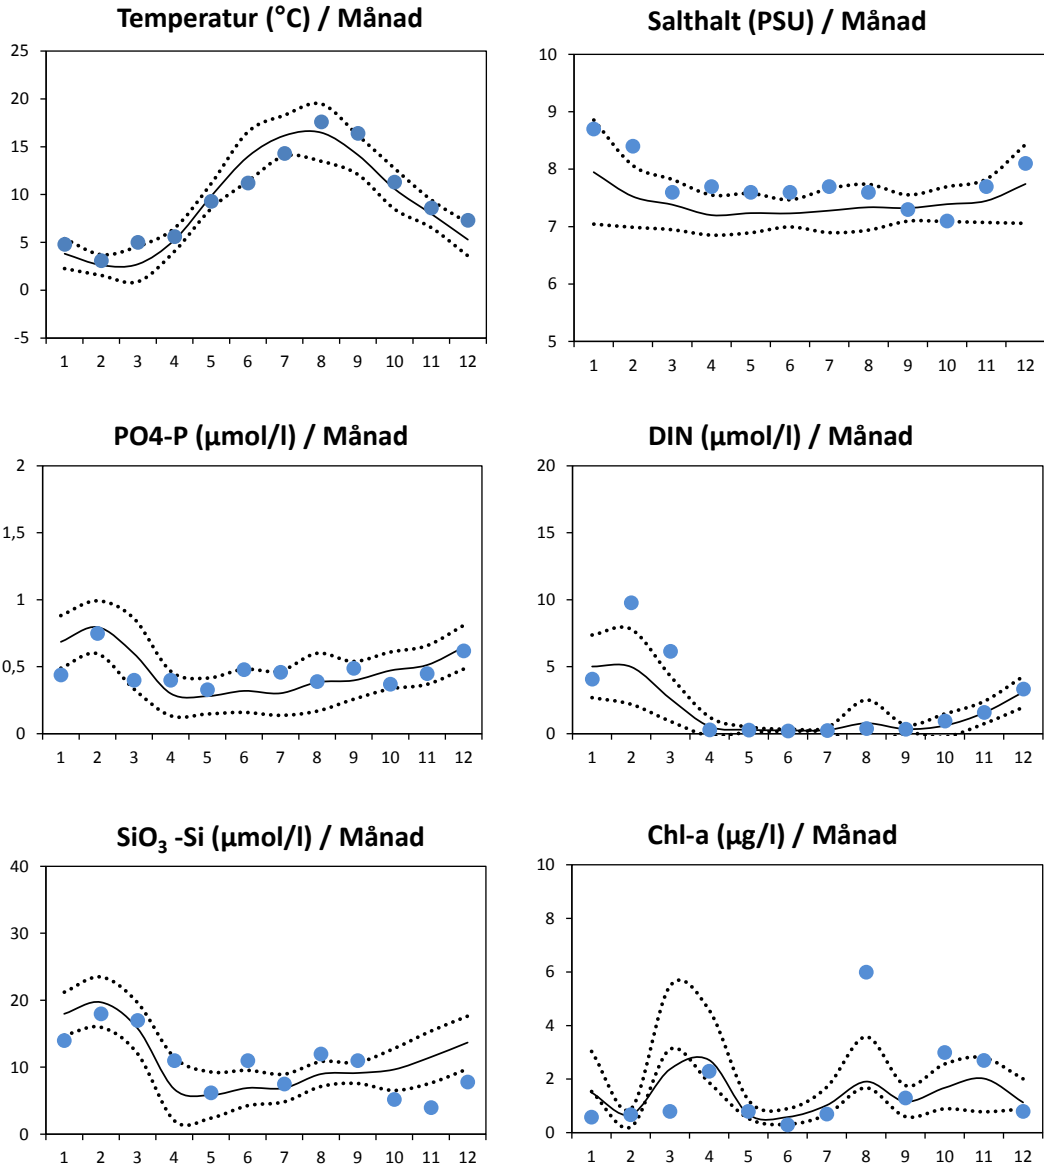 Temperatur (°C) / Månad
25
20
15
10
5
0
-5
1 2 3 4 5 6 7 8 9 10 11 12
Salthalt (PSU) / Månad
10
9
8
7
6
5
1 2 3 4 5 6 7 8 9 10 11 12
PO4-P (µmol/l) / Månad
2
1,5
1
0,5
0
1 2 3 4 5 6 7 8 9 10 11 12
DIN (µmol/l) / Månad
20
15
10
5
0
1 2 3 4 5 6 7 8 9 10 11 12
SiO₃ -Si (µmol/l) / Månad
40
30
20
10
0
1 2 3 4 5 6 7 8 9 10 11 12
Chl-a (µg/l) / Månad
10
8
6
4
2
0
1 2 3 4 5 6 7 8 9 10 11 12